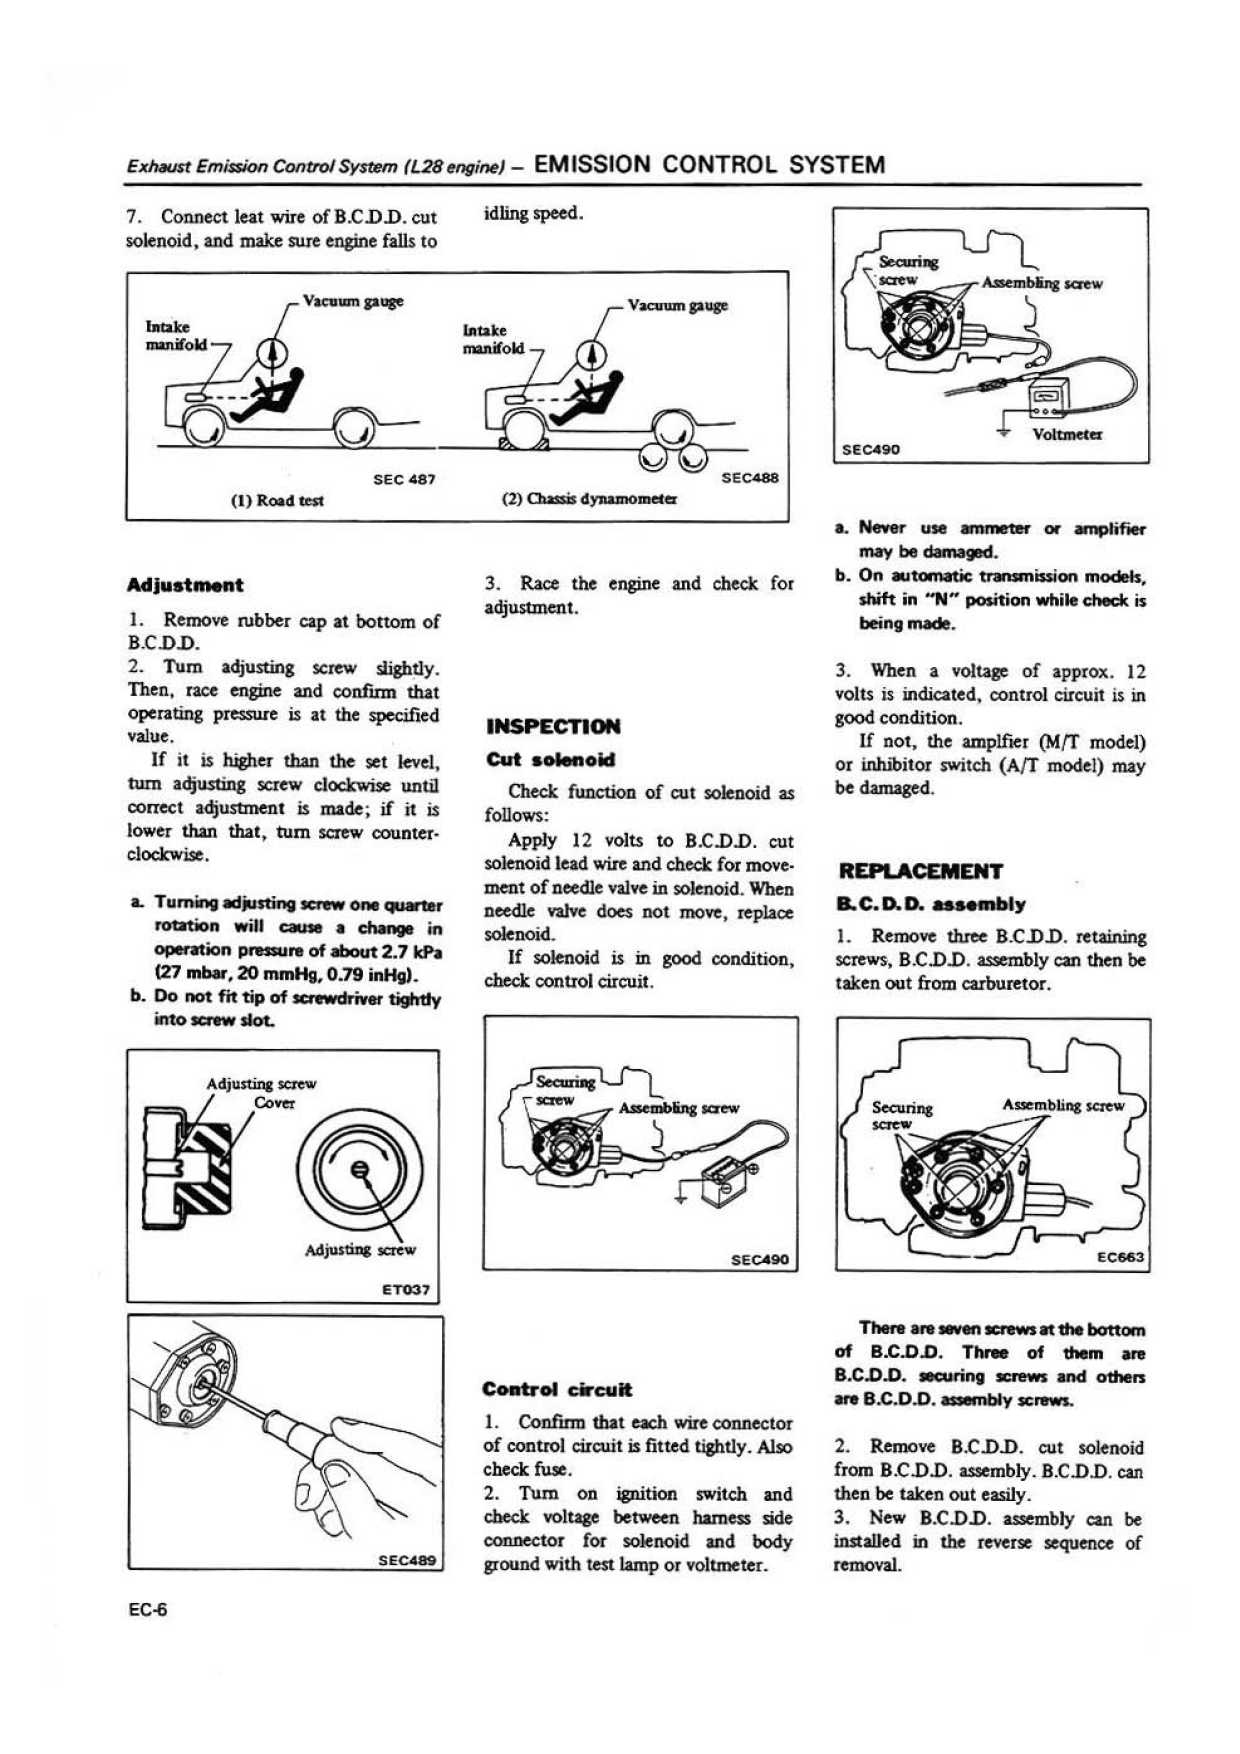 Exhaust Emission Control System (L28 engine) – EMISSION CONTROL SYSTEM
7. Connect leat wire of B.C.D.D. cut
solenoid, and make sure engine falls to
idling speed.
Vacuum gauge
Intake
manifold
SEC 487
(1) Road test
Vacuum gauge
Intake
manifold
SEC488
(2) Chassis dynamometer
Adjustment
1. Remove rubber cap at bottom of
B.C.D.D.
2. Turn adjusting screw slightly.
Then, race engine and confirm that
operating pressure is at the specified
value.
If it is higher than the set level,
turn adjusting screw clockwise until
correct adjustment is made; if it is
lower than that, turn screw counter-
clockwise.
a. Turning adjusting screw one quarter
rotation will cause a change in
operation pressure of about 2.7 kPa
(27 mbar, 20 mmHg, 0.79 inHg).
b. Do not fit tip of screwdriver tightly
into screw slot.
Adjusting screw
Cover
Adjusting screw
ET037
SEC489
3. Race the engine and check for
adjustment.
INSPECTION
Cut solenoid
Check function of cut solenoid as
follows:
Apply 12 volts to B.C.D.D. cut
solenoid lead wire and check for move-
ment of needle valve in solenoid. When
needle valve does not move, replace
solenoid.
If solenoid is in good condition,
check control circuit.
Securing
screw
Assembling screw
SEC490
Control circuit
1. Confirm that each wire connector
of control circuit is fitted tightly. Also
check fuse.
2. Turn on ignition switch and
check voltage between harness side
connector for solenoid and body
ground with test lamp or voltmeter.
Securing
screw
Assembling screw
Voltmeter
SEC490
a. Never use ammeter or amplifier
may be damaged.
b. On automatic transmission models,
shift in "N" position while check is
being made.
3. When a voltage of approx. 12
volts is indicated, control circuit is in
good condition.
If not, the amplfier (M/T model)
or inhibitor switch (A/T model) may
be damaged.
REPLACEMENT
B.C.D.D. assembly
1. Remove three B.C.D.D. retaining
screws, B.C.D.D. assembly can then be
taken out from carburetor.
Securing
screw
Assembling screw
EC663
There are seven screws at the bottom
of B.C.D.D. Three of them are
B.C.D.D. securing screws and others
are B.C.D.D. assembly screws.
2. Remove B.C.D.D. cut solenoid
from B.C.D.D. assembly. B.C.D.D. can
then be taken out easily.
3. New B.C.D.D. assembly can be
installed in the reverse sequence of
removal.
EC-6